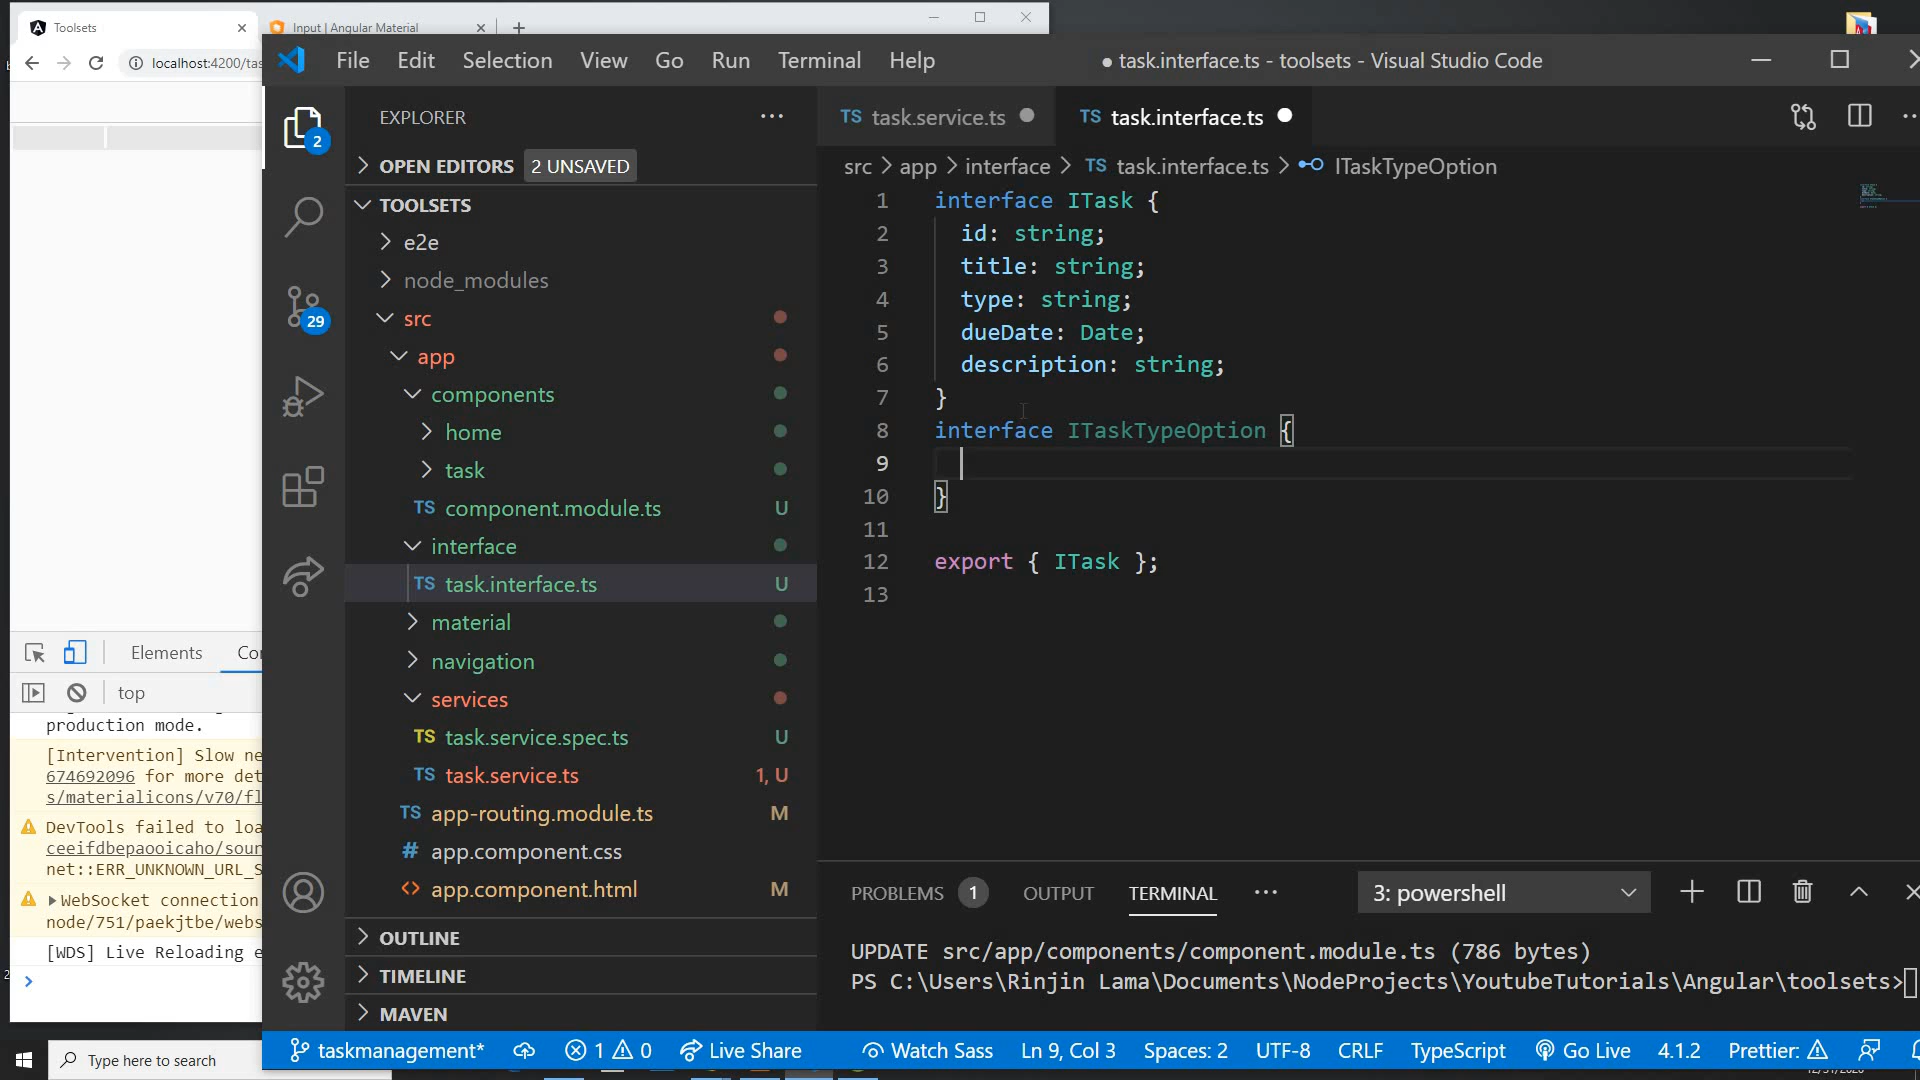 Toolsets
Input | Angular Material
localhost:4200/tas
File Edit Selection View Go Run Terminal Help
● task.interface.ts - toolsets - Visual Studio Code
EXPLORER
OPEN EDITORS 2 UNSAVED
TOOLSETS
e2e
node_modules
src
app
components
home
task
TS component.module.ts U
interface
TS task.interface.ts U
material
navigation
services
TS task.service.spec.ts U
TS task.service.ts 1, U
TS app-routing.module.ts M
# app.component.css
<> app.component.html M
OUTLINE
TIMELINE
MAVEN
2
29
TS task.service.ts
TS task.interface.ts
src > app > interface > TS task.interface.ts > ITaskTypeOption
1 interface ITask {
2 id: string;
3 title: string;
4 type: string;
5 dueDate: Date;
6 description: string;
7 }
8 interface ITaskTypeOption {
9
10 }
11
12 export { ITask };
13
PROBLEMS 1 OUTPUT TERMINAL
3: powershell
UPDATE src/app/components/component.module.ts (786 bytes)
PS C:\Users\Rinjin Lama\Documents\NodeProjects\YoutubeTutorials\Angular\toolsets>
Elements Con
top
production mode.
[Intervention] Slow ne
674692096 for more det
s/materialicons/v70/fl
DevTools failed to loa
ceeifdbepaooicaho/sour
net::ERR_UNKNOWN_URL_S
WebSocket connection
node/751/paekjtbe/webs
[WDS] Live Reloading e
taskmanagement* 1 0 Live Share Watch Sass Ln 9, Col 3 Spaces: 2 UTF-8 CRLF TypeScript Go Live 4.1.2 Prettier:
Type here to search